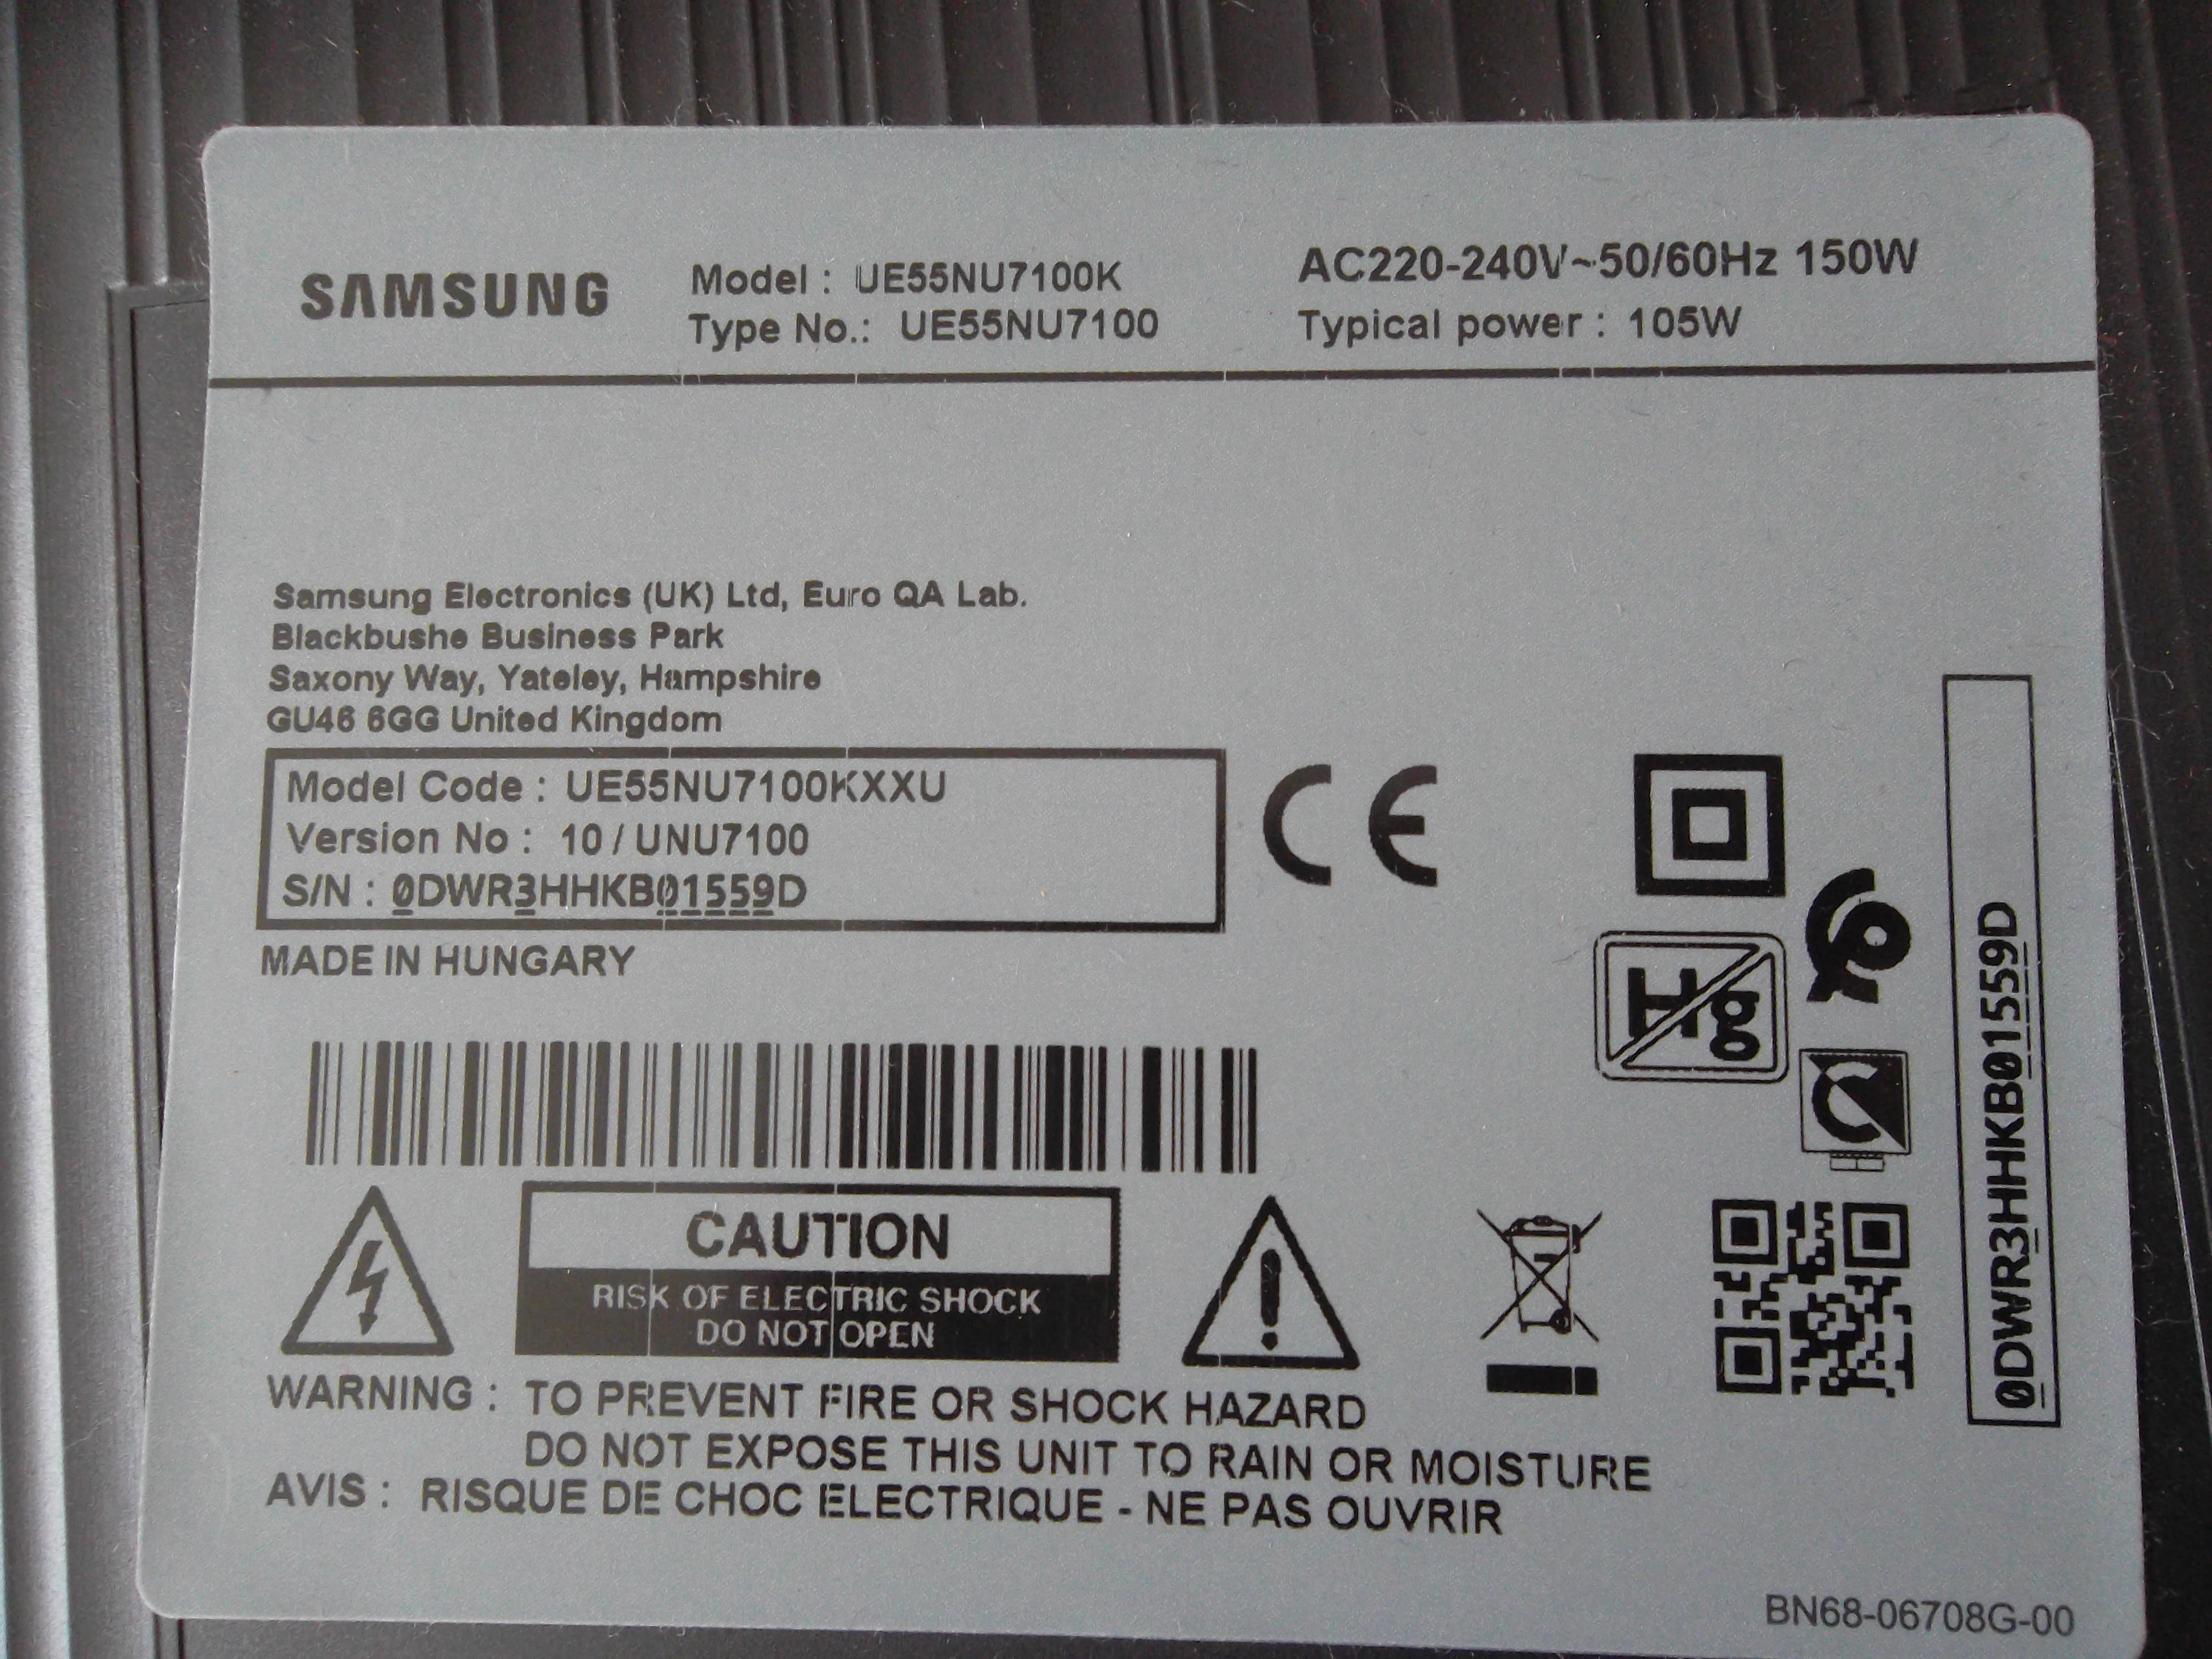 SAMSUNG
Model : UE55NU7100K
Type No.: UE55NU7100
AC220-240V~50/60Hz 150W
Typical power : 105W
Samsung Electronics (UK) Ltd, Euro QA Lab.
Blackbushe Business Park
Saxony Way, Yateley, Hampshire
GU46 6GG United Kingdom
Model Code : UE55NU7100KXXU
Version No : 10 / UNU7100
S/N : 0DWR3HHKB01559D
MADE IN HUNGARY
CE
Hg
0DWR3HHKB01559D
CAUTION
RISK OF ELECTRIC SHOCK
DO NOT OPEN
WARNING : TO PREVENT FIRE OR SHOCK HAZARD
DO NOT EXPOSE THIS UNIT TO RAIN OR MOISTURE
AVIS : RISQUE DE CHOC ELECTRIQUE - NE PAS OUVRIR
BN68-06708G-00